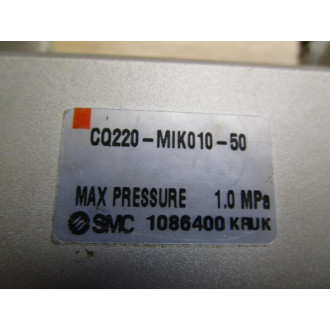 CQ220-MIK010-50
MAX PRESSURE 1.0 MPa
SMC 1086400 KRUK